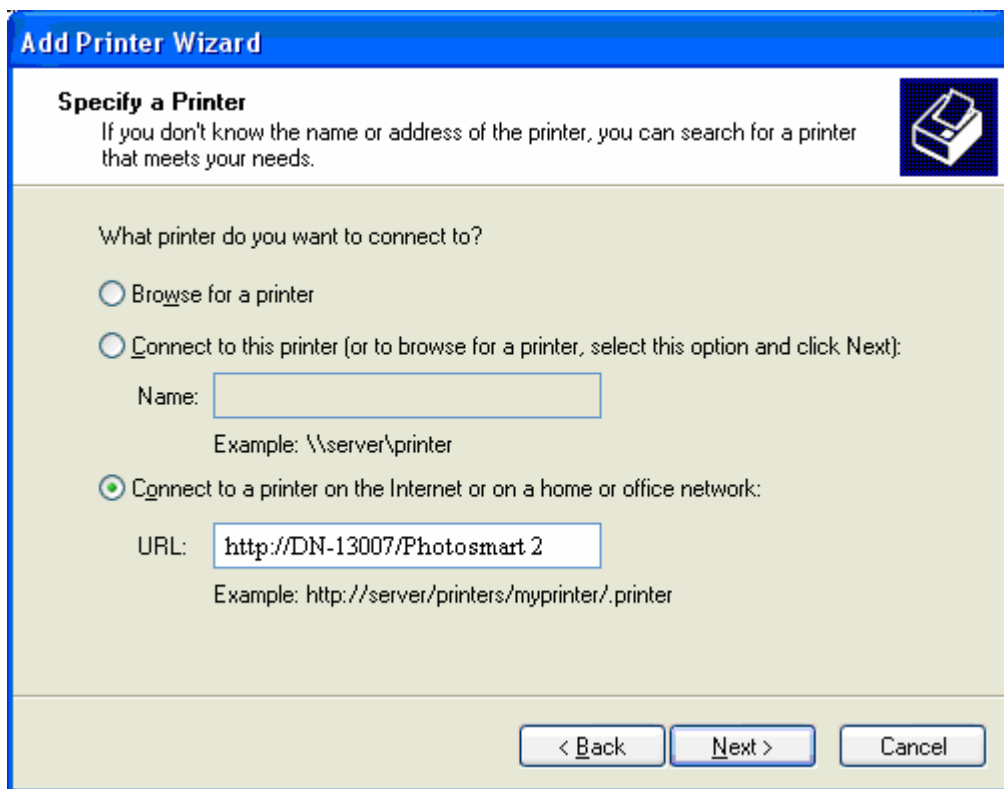 Add Printer Wizard
Specify a Printer
If you don't know the name or address of the printer, you can search for a printer
that meets your needs.
What printer do you want to connect to?
Browse for a printer
Connect to this printer (or to browse for a printer, select this option and click Next):
Name:
Example: \\server\printer
Connect to a printer on the Internet or on a home or office network:
URL: http://DN-13007/Photosmart 2
Example: http://server/printers/myprinter/.printer
< Back Next > Cancel